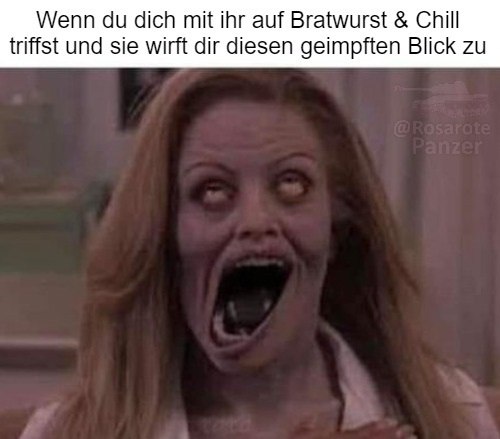 Wenn du dich mit ihr auf Bratwurst & Chill
triffst und sie wirft dir diesen geimpften Blick zu
@Rosarote
Panzer